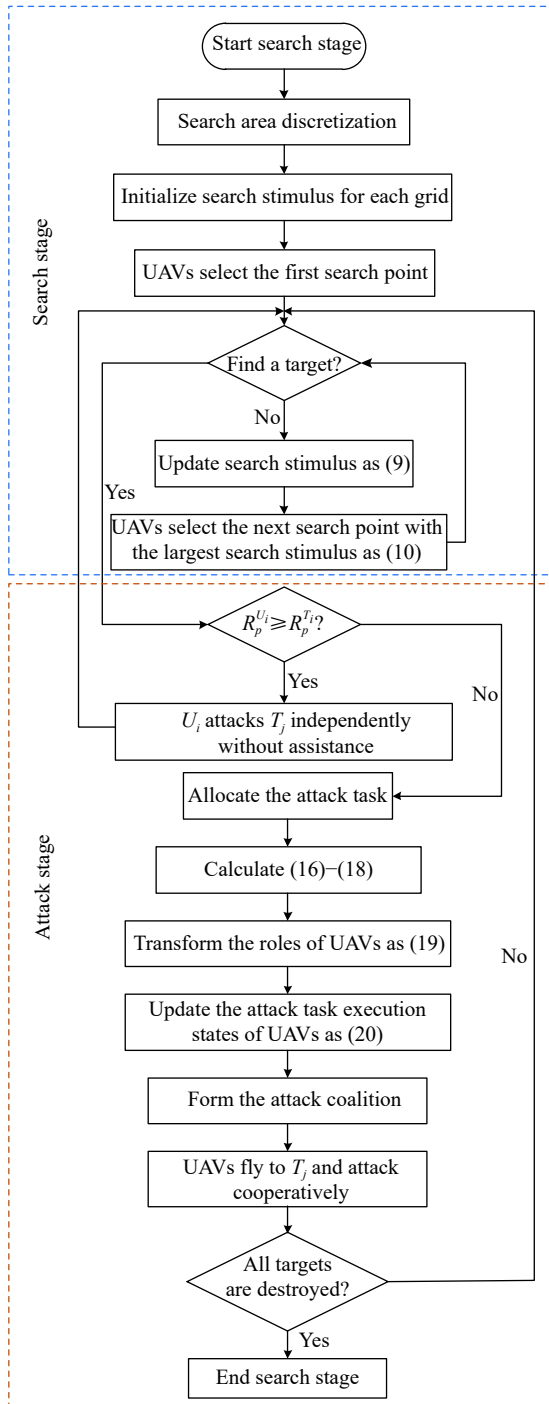 Start search stage
Search area discretization
Initialize search stimulus for each grid
UAVs select the first search point
Search stage
Find a target?
No
Update search stimulus as (9)
Yes
UAVs select the next search point with
the largest search stimulus as (10)
R_p^{U_i} ⩾ R_p^{T_i}?
Yes
No
U_i attacks T_j independently
without assistance
Allocate the attack task
Calculate (16)−(18)
Attack stage
Transform the roles of UAVs as (19)
No
Update the attack task execution
states of UAVs as (20)
Form the attack coalition
UAVs fly to T_j and attack
cooperatively
All targets
are destroyed?
Yes
End search stage